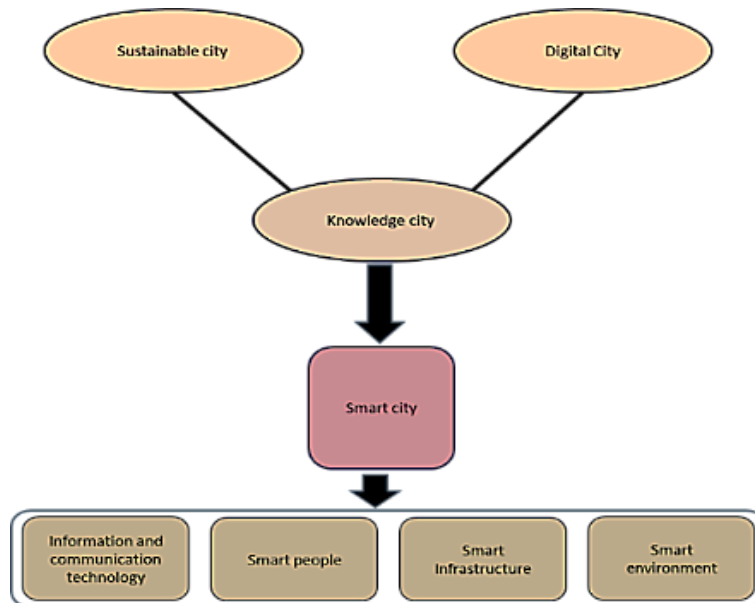 Sustainable city
Digital City
Knowledge city
Smart city
Information and
communication
technology
Smart people
Smart
Infrastructure
Smart
environment